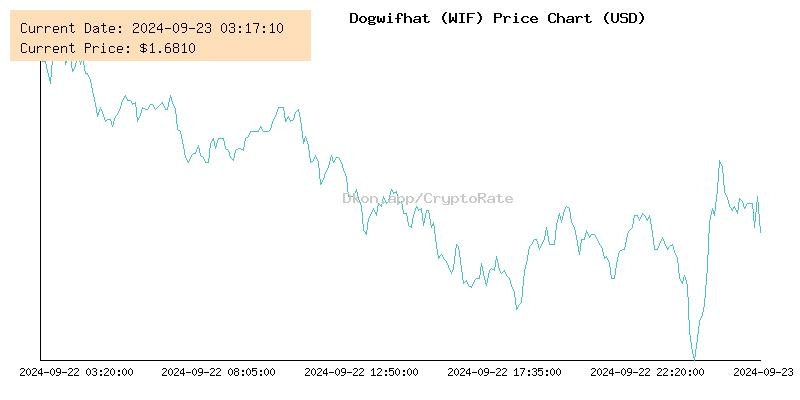 Dogwifhat (WIF) Price Chart (USD)
Current Date: 2024-09-23 03:17:10
Current Price: $1.6810
Dkon.app/CryptoRate
2024-09-22 03:20:00 2024-09-22 08:05:00 2024-09-22 12:50:00 2024-09-22 17:35:00 2024-09-22 22:20:00 2024-09-23